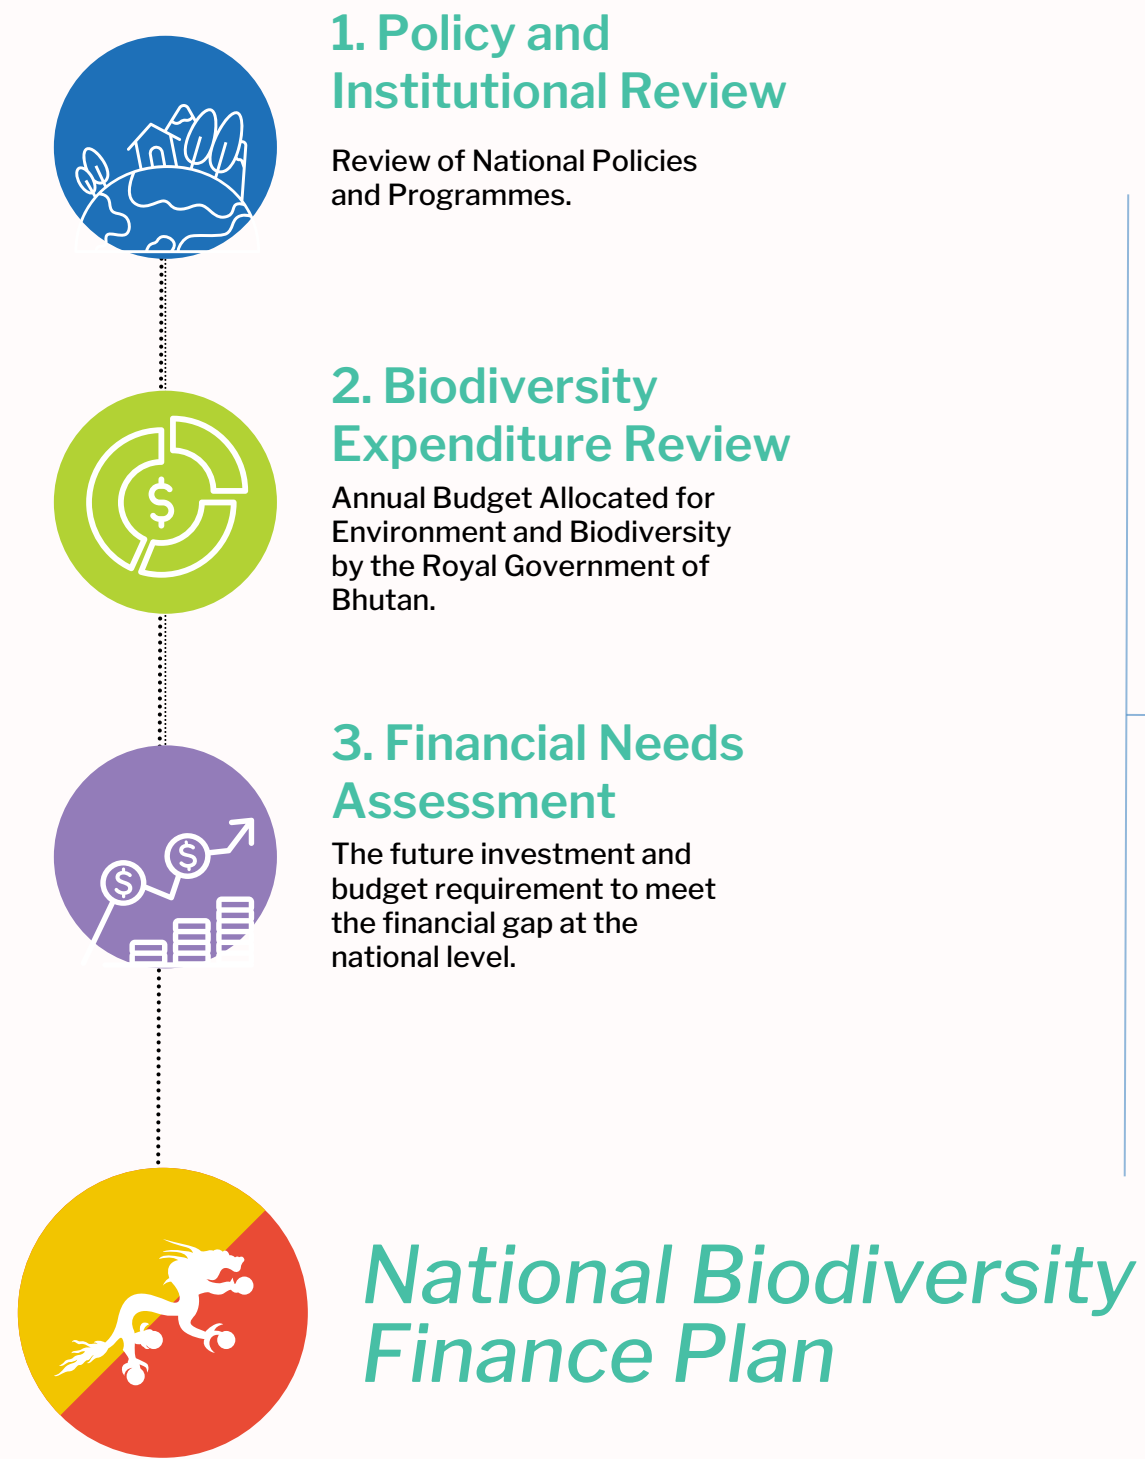 1. Policy and
Institutional Review
Review of National Policies
and Programmes.
2. Biodiversity
Expenditure Review
Annual Budget Allocated for
Environment and Biodiversity
by the Royal Government of
Bhutan.
3. Financial Needs
Assessment
The future investment and
budget requirement to meet
the financial gap at the
national level.
National Biodiversity
Finance Plan